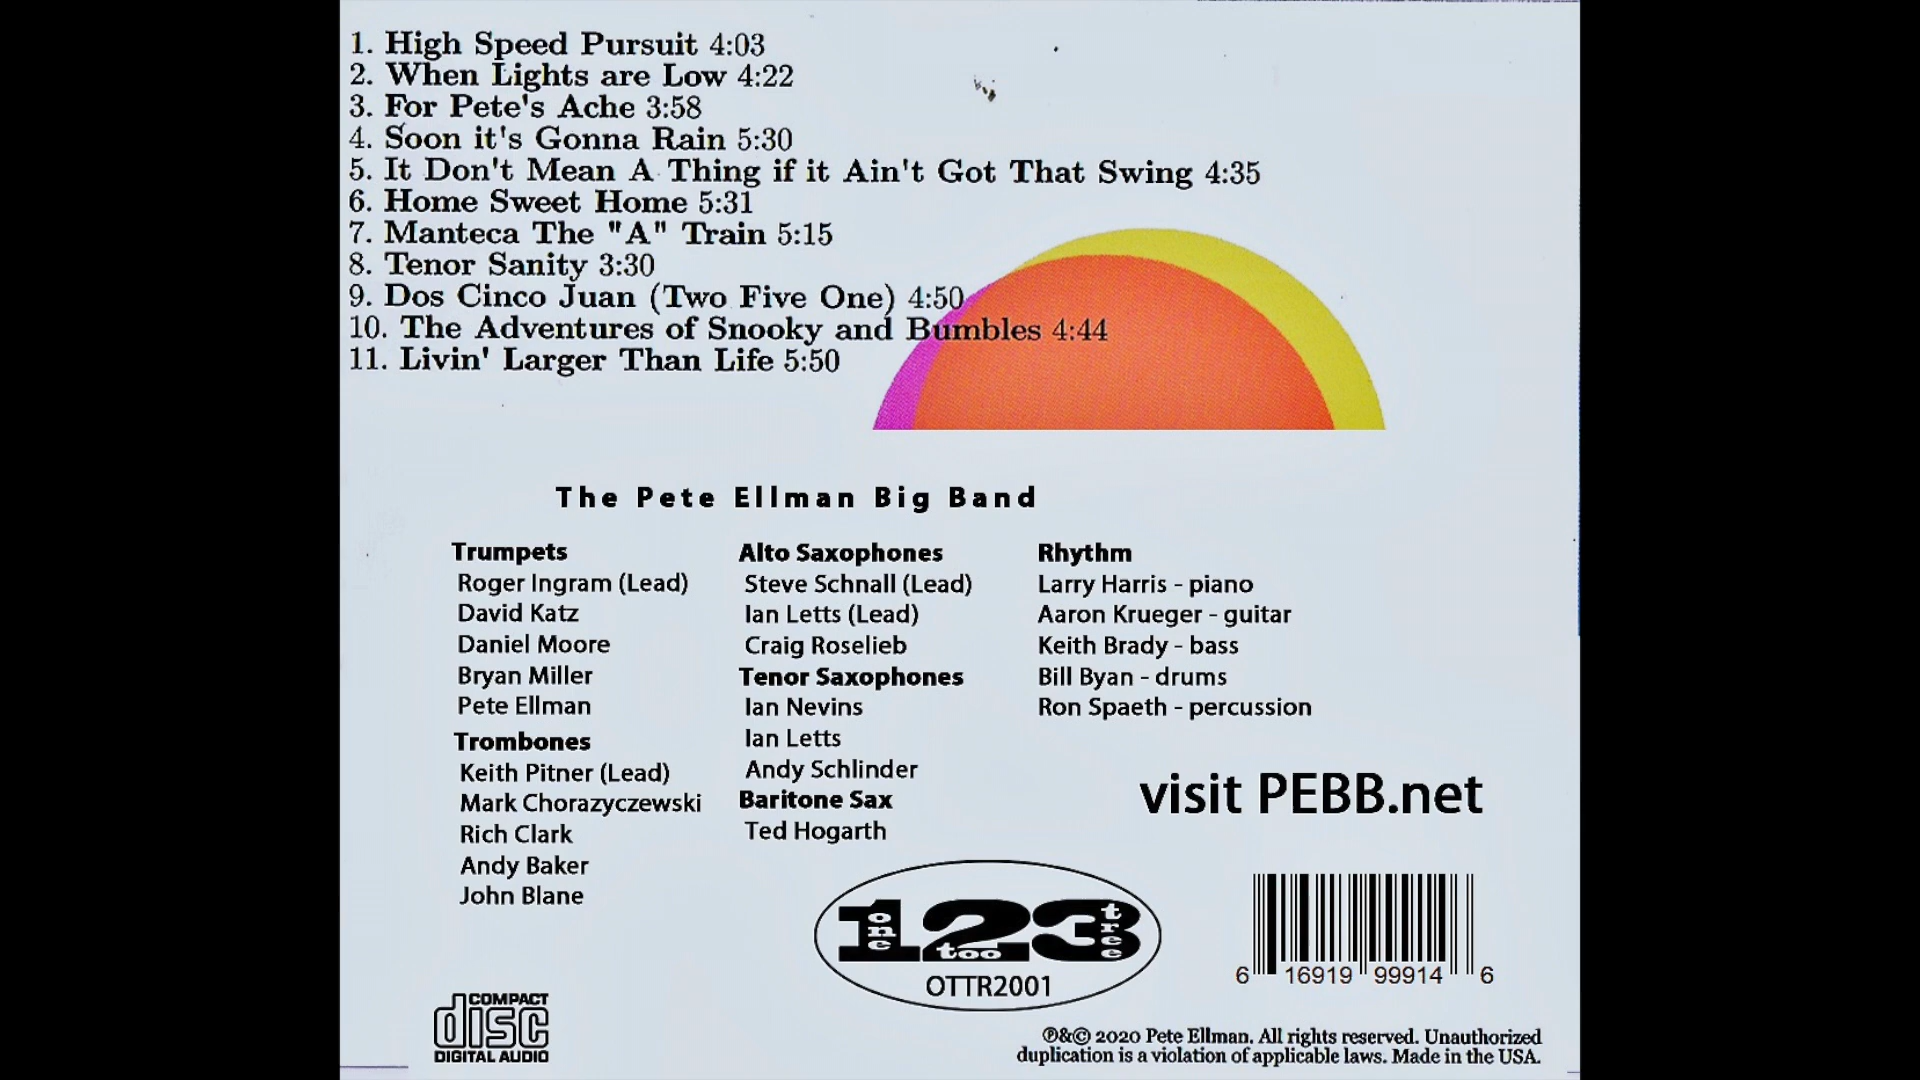 1. High Speed Pursuit 4:03
2. When Lights are Low 4:22
3. For Pete's Ache 3:58
4. Soon it's Gonna Rain 5:30
5. It Don't Mean A Thing if it Ain't Got That Swing 4:35
6. Home Sweet Home 5:31
7. Manteca The "A" Train 5:15
8. Tenor Sanity 3:30
9. Dos Cinco Juan (Two Five One) 4:50
10. The Adventures of Snooky and Bumbles 4:44
11. Livin' Larger Than Life 5:50
The Pete Ellman Big Band
Trumpets
Roger Ingram (Lead)
David Katz
Daniel Moore
Bryan Miller
Pete Ellman
Trombones
Keith Pitner (Lead)
Mark Chorazyczewski
Rich Clark
Andy Baker
John Blane
Alto Saxophones
Steve Schnall (Lead)
Ian Letts (Lead)
Craig Roselieb
Tenor Saxophones
Ian Nevins
Ian Letts
Andy Schlinder
Baritone Sax
Ted Hogarth
Rhythm
Larry Harris - piano
Aaron Krueger - guitar
Keith Brady - bass
Bill Byan - drums
Ron Spaeth - percussion
visit PEBB.net
123
one too tree
OTTR2001
6 16919 99914 6
COMPACT
disc
DIGITAL AUDIO
℗&© 2020 Pete Ellman. All rights reserved. Unauthorized
duplication is a violation of applicable laws. Made in the USA.